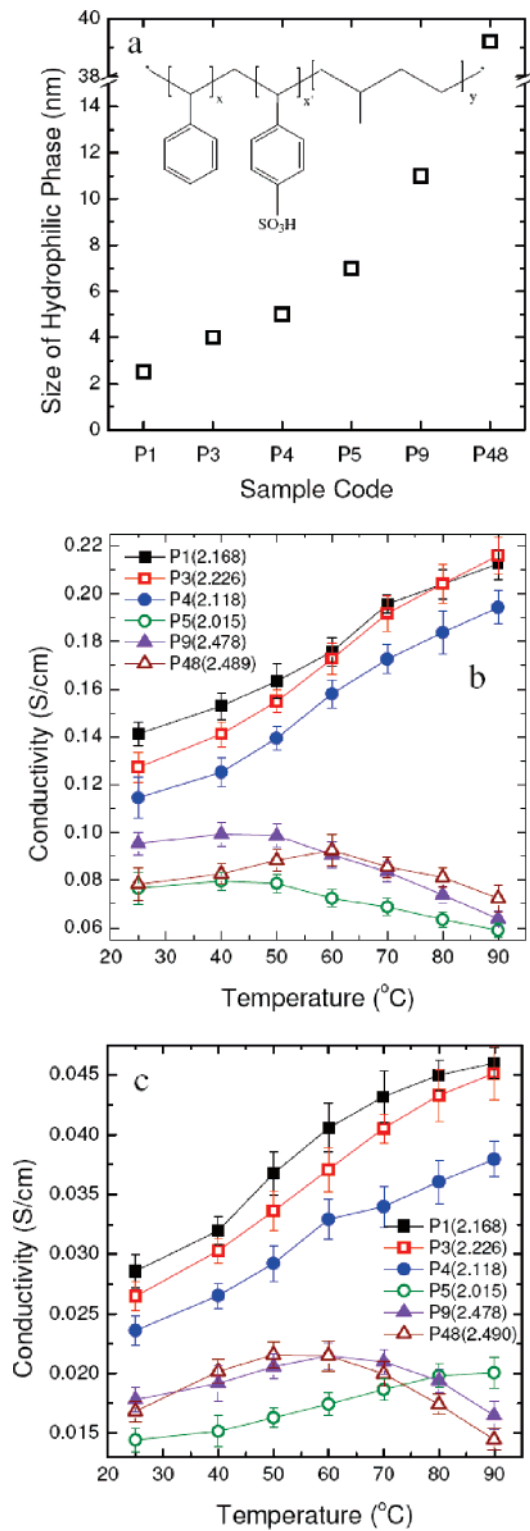 a
40
38
14
12
10
8
6
4
2
0
Size of Hydrophilic Phase (nm)
x
x'
y
SO₃H
P1 P3 P4 P5 P9 P48
Sample Code
0.22
0.20
0.18
0.16
0.14
0.12
0.10
0.08
0.06
Conductivity (S/cm)
P1(2.168)
P3(2.226)
P4(2.118)
P5(2.015)
P9(2.478)
P48(2.489)
b
20 30 40 50 60 70 80 90
Temperature (°C)
c
0.045
0.040
0.035
0.030
0.025
0.020
0.015
Conductivity (S/cm)
P1(2.168)
P3(2.226)
P4(2.118)
P5(2.015)
P9(2.478)
P48(2.490)
20 30 40 50 60 70 80 90
Temperature (°C)